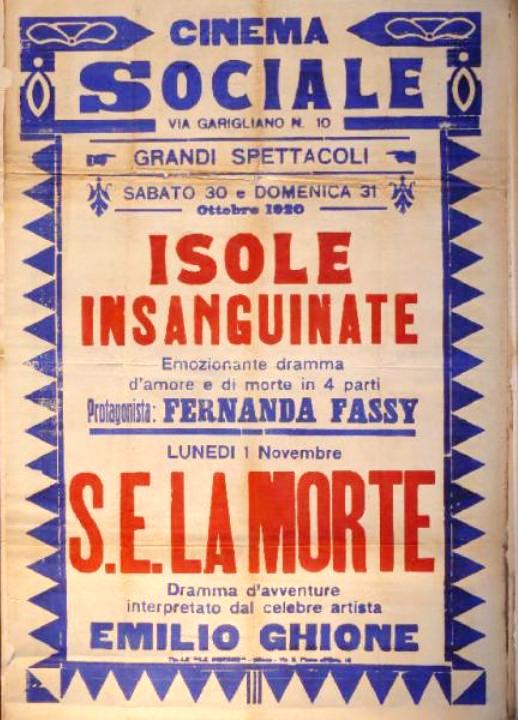 CINEMA
SOCIALE
VIA GARIGLIANO N. 10
GRANDI SPETTACOLI
SABATO 30 e DOMENICA 31
Ottobre 1920
ISOLE
INSANGUINATE
Emozionante dramma
d'amore e di morte in 4 parti
Protagonista: FERNANDA FASSY
LUNEDI 1 Novembre
S.E. LA MORTE
Dramma d'avventure
interpretato dal celebre artista
EMILIO GHIONE